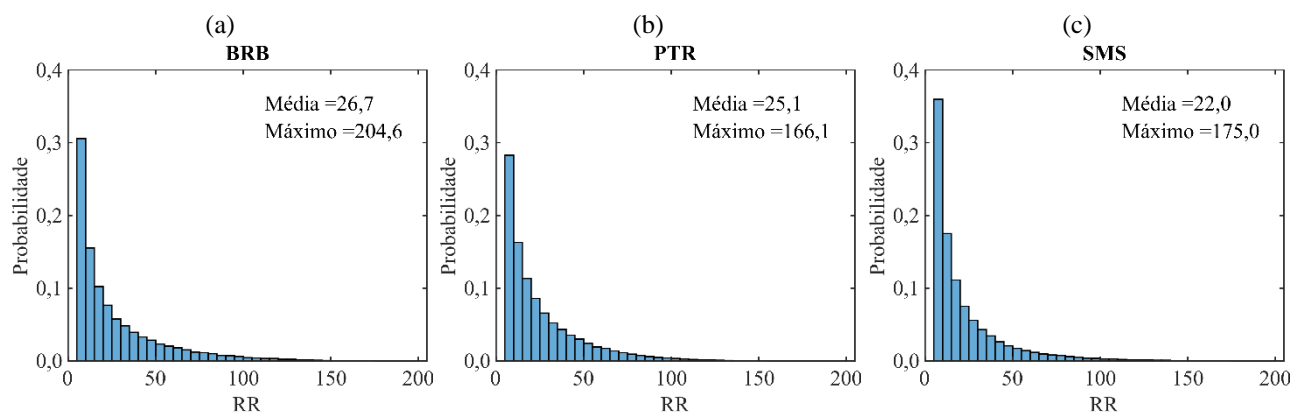 (a)
BRB
0,4
0,3
0,2
0,1
0,0
Probabilidade
Média =26,7
Máximo =204,6
0 50 100 150 200
RR
(b)
PTR
0,4
0,3
0,2
0,1
0,0
Probabilidade
Média =25,1
Máximo =166,1
0 50 100 150 200
RR
(c)
SMS
0,4
0,3
0,2
0,1
0,0
Probabilidade
Média =22,0
Máximo =175,0
0 50 100 150 200
RR